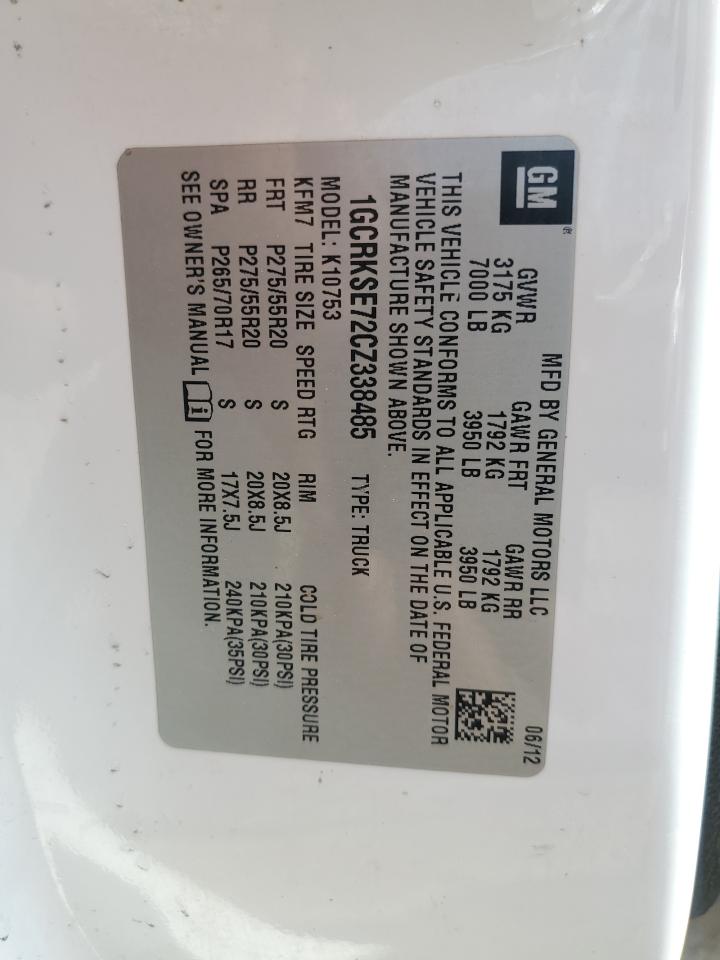 GM
MFD BY GENERAL MOTORS LLC
06/12
GVWR GAWR FRT GAWR RR
3175 KG 1792 KG 1792 KG
7000 LB 3950 LB 3950 LB
THIS VEHICLE CONFORMS TO ALL APPLICABLE U.S. FEDERAL MOTOR
VEHICLE SAFETY STANDARDS IN EFFECT ON THE DATE OF
MANUFACTURE SHOWN ABOVE.
1GCRKSE72CZ338485 TYPE: TRUCK
MODEL: K10753
KFM7 TIRE SIZE SPEED RTG RIM COLD TIRE PRESSURE
FRT P275/55R20 S 20X8.5J 210KPA(30PSI)
RR P275/55R20 S 20X8.5J 210KPA(30PSI)
SPA P265/70R17 S 17X7.5J 240KPA(35PSI)
SEE OWNER'S MANUAL i FOR MORE INFORMATION.